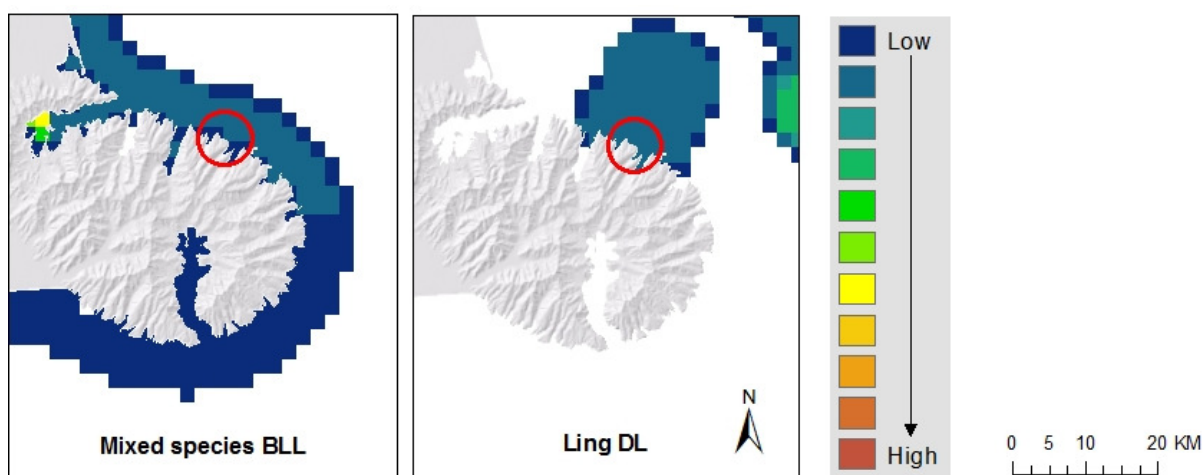 Mixed species BLL
Ling DL
N
Low
High
0 5 10 20 KM